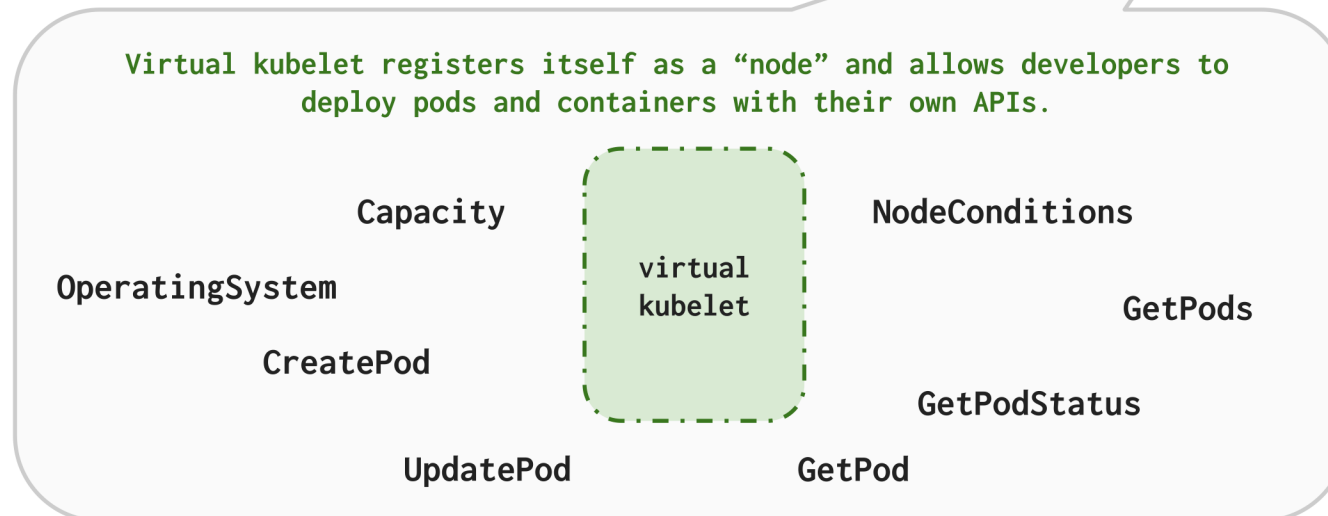 Virtual kubelet registers itself as a “node” and allows developers to
deploy pods and containers with their own APIs.
Capacity
NodeConditions
virtual
kubelet
OperatingSystem
GetPods
CreatePod
GetPodStatus
UpdatePod
GetPod